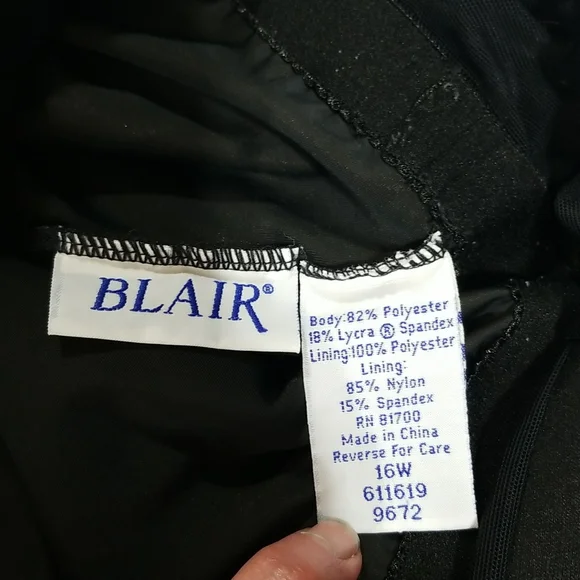 BLAIR®
Body:82% Polyester
18% Lycra ® Spandex
Lining:100% Polyester
Lining:
85% Nylon
15% Spandex
RN 81700
Made in China
Reverse For Care
16W
611619
9672